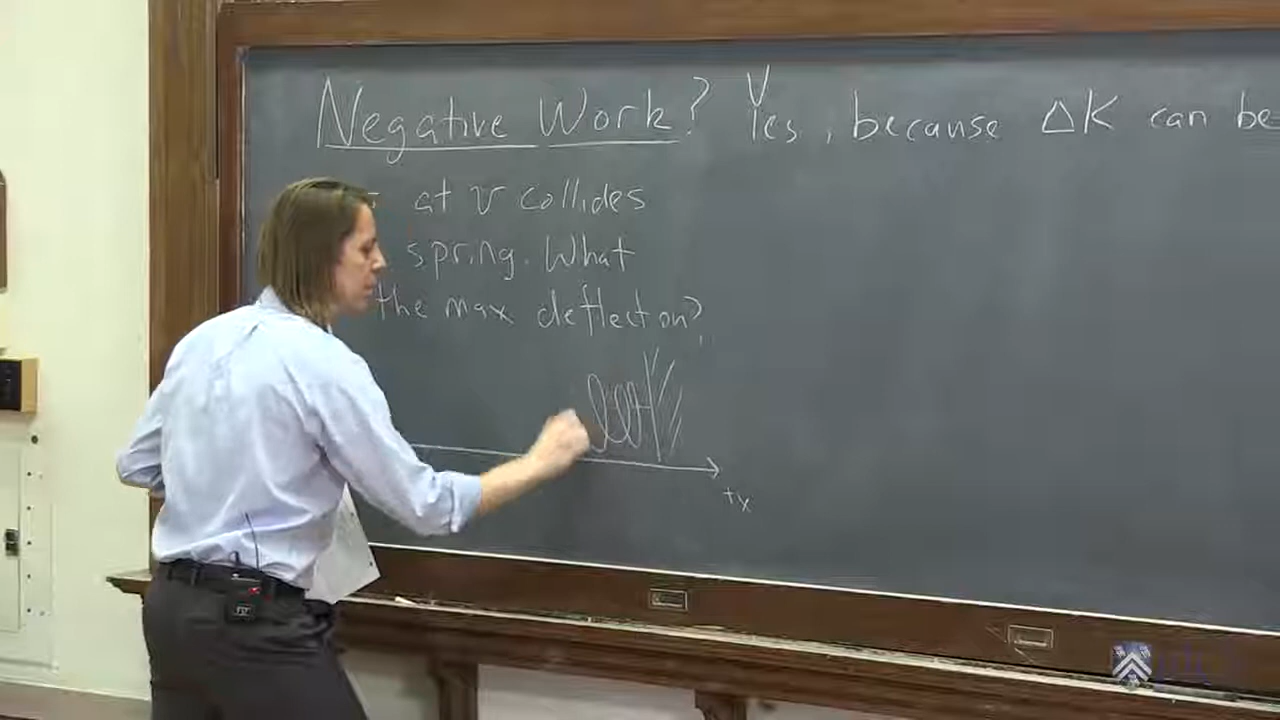 Negative Work? Yes, because ΔK can be
at v collides
spring. What
the max deflection?
+x